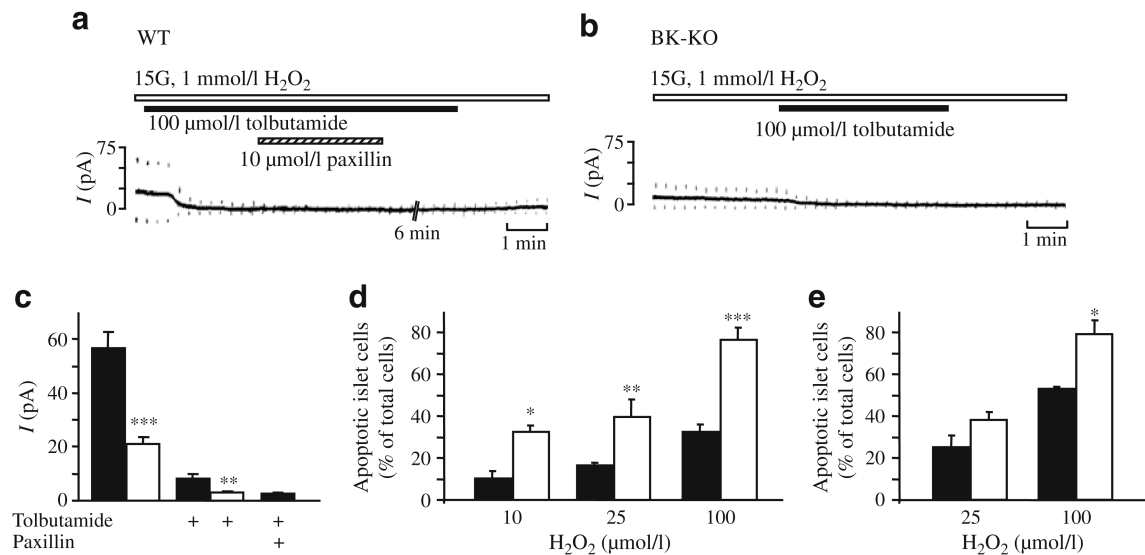 a
WT
15G, 1 mmol/l H₂O₂
100 µmol/l tolbutamide
10 µmol/l paxillin
75
I (pA)
0
6 min
1 min
b
BK-KO
15G, 1 mmol/l H₂O₂
100 µmol/l tolbutamide
75
I (pA)
0
1 min
c
60
40
20
0
I (pA)
***
**
Tolbutamide + + +
Paxillin +
d
Apoptotic islet cells
(% of total cells)
80
60
40
20
0
*
**
***
10 25 100
H₂O₂ (µmol/l)
e
Apoptotic islet cells
(% of total cells)
80
60
40
20
0
*
25 100
H₂O₂ (µmol/l)